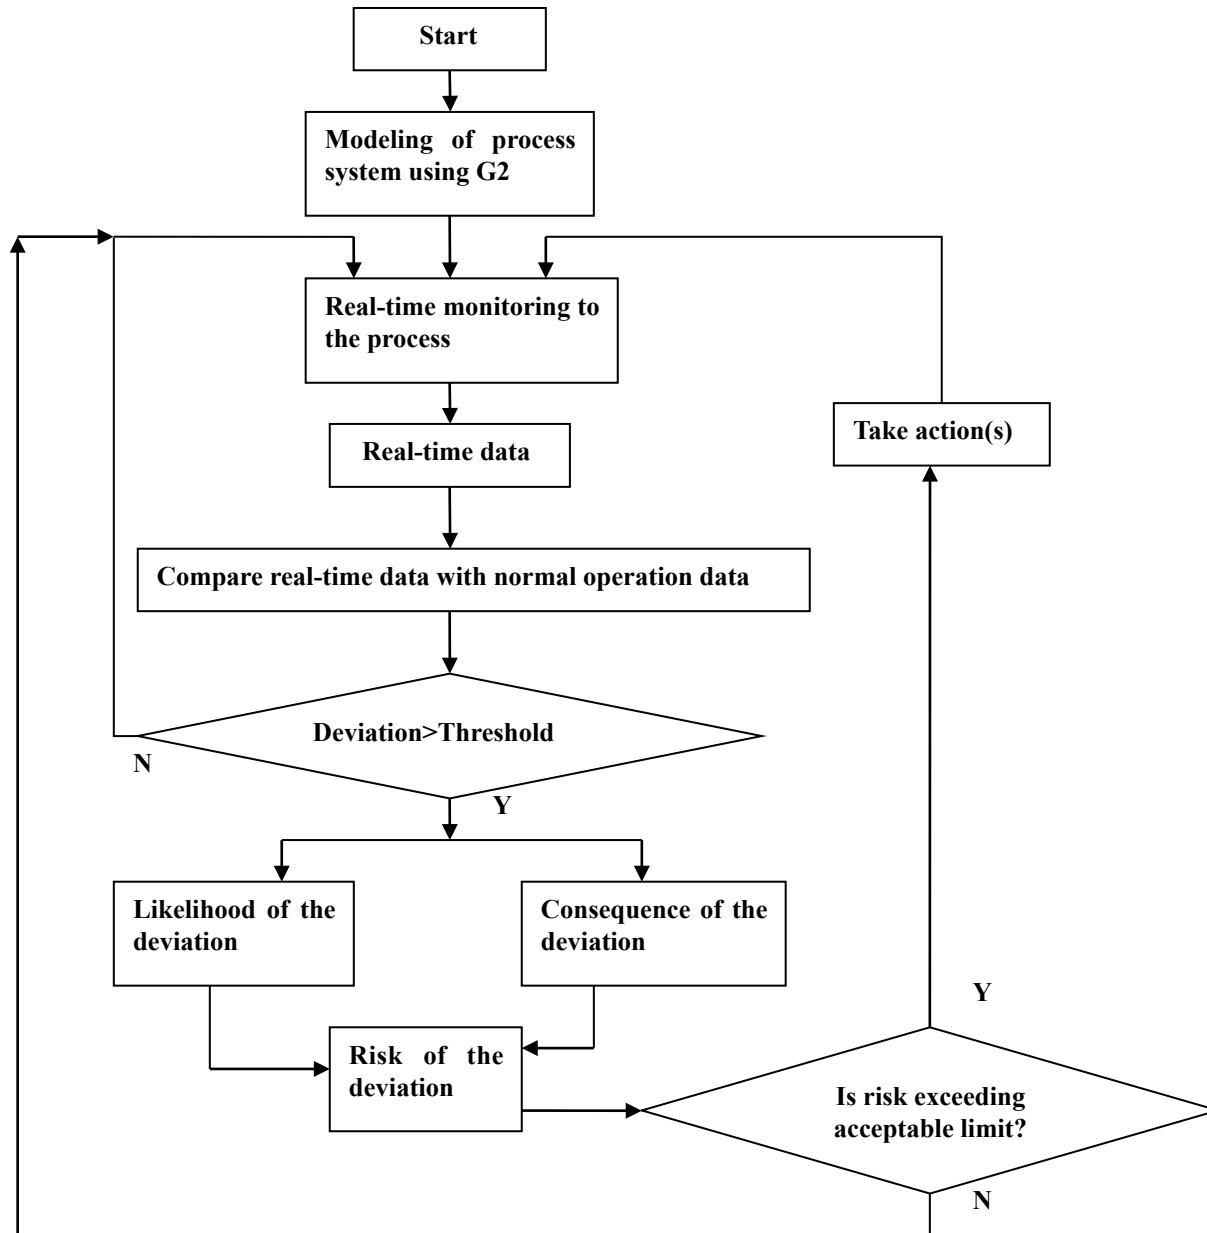 Start
Modeling of process
system using G2
Real-time monitoring to
the process
Take action(s)
Real-time data
Compare real-time data with normal operation data
Deviation>Threshold
N
Y
Likelihood of the
deviation
Consequence of the
deviation
Y
Risk of the
deviation
Is risk exceeding
acceptable limit?
N